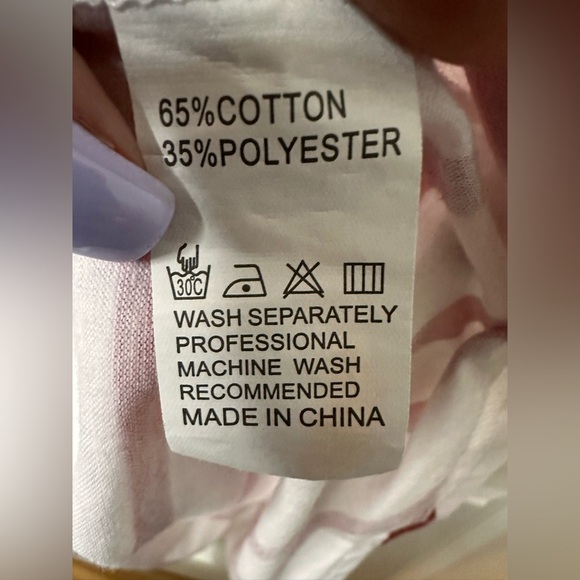 65%COTTON
35%POLYESTER
30℃
WASH SEPARATELY
PROFESSIONAL
MACHINE WASH
RECOMMENDED
MADE IN CHINA